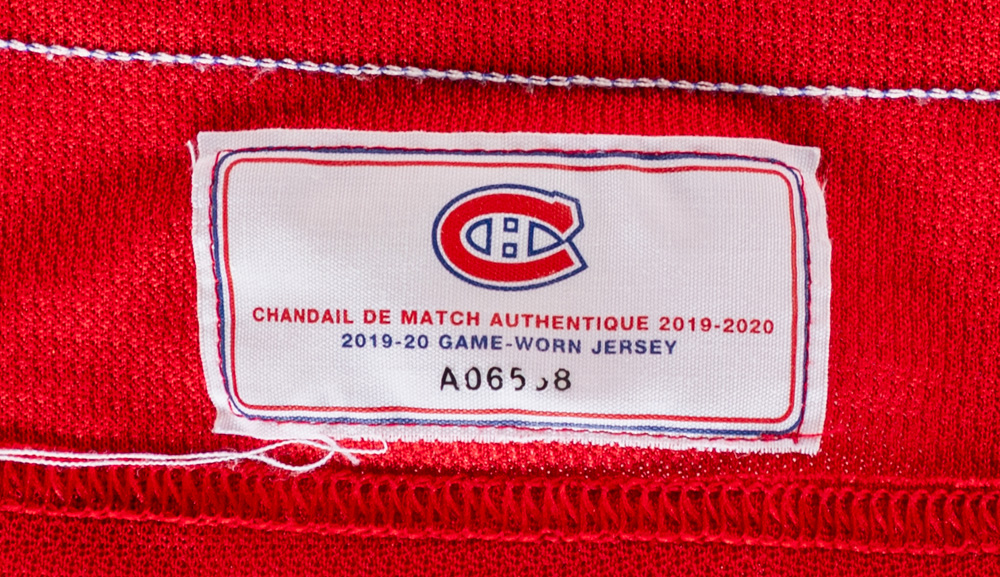 CHANDAIL DE MATCH AUTHENTIQUE 2019-2020
2019-20 GAME-WORN JERSEY